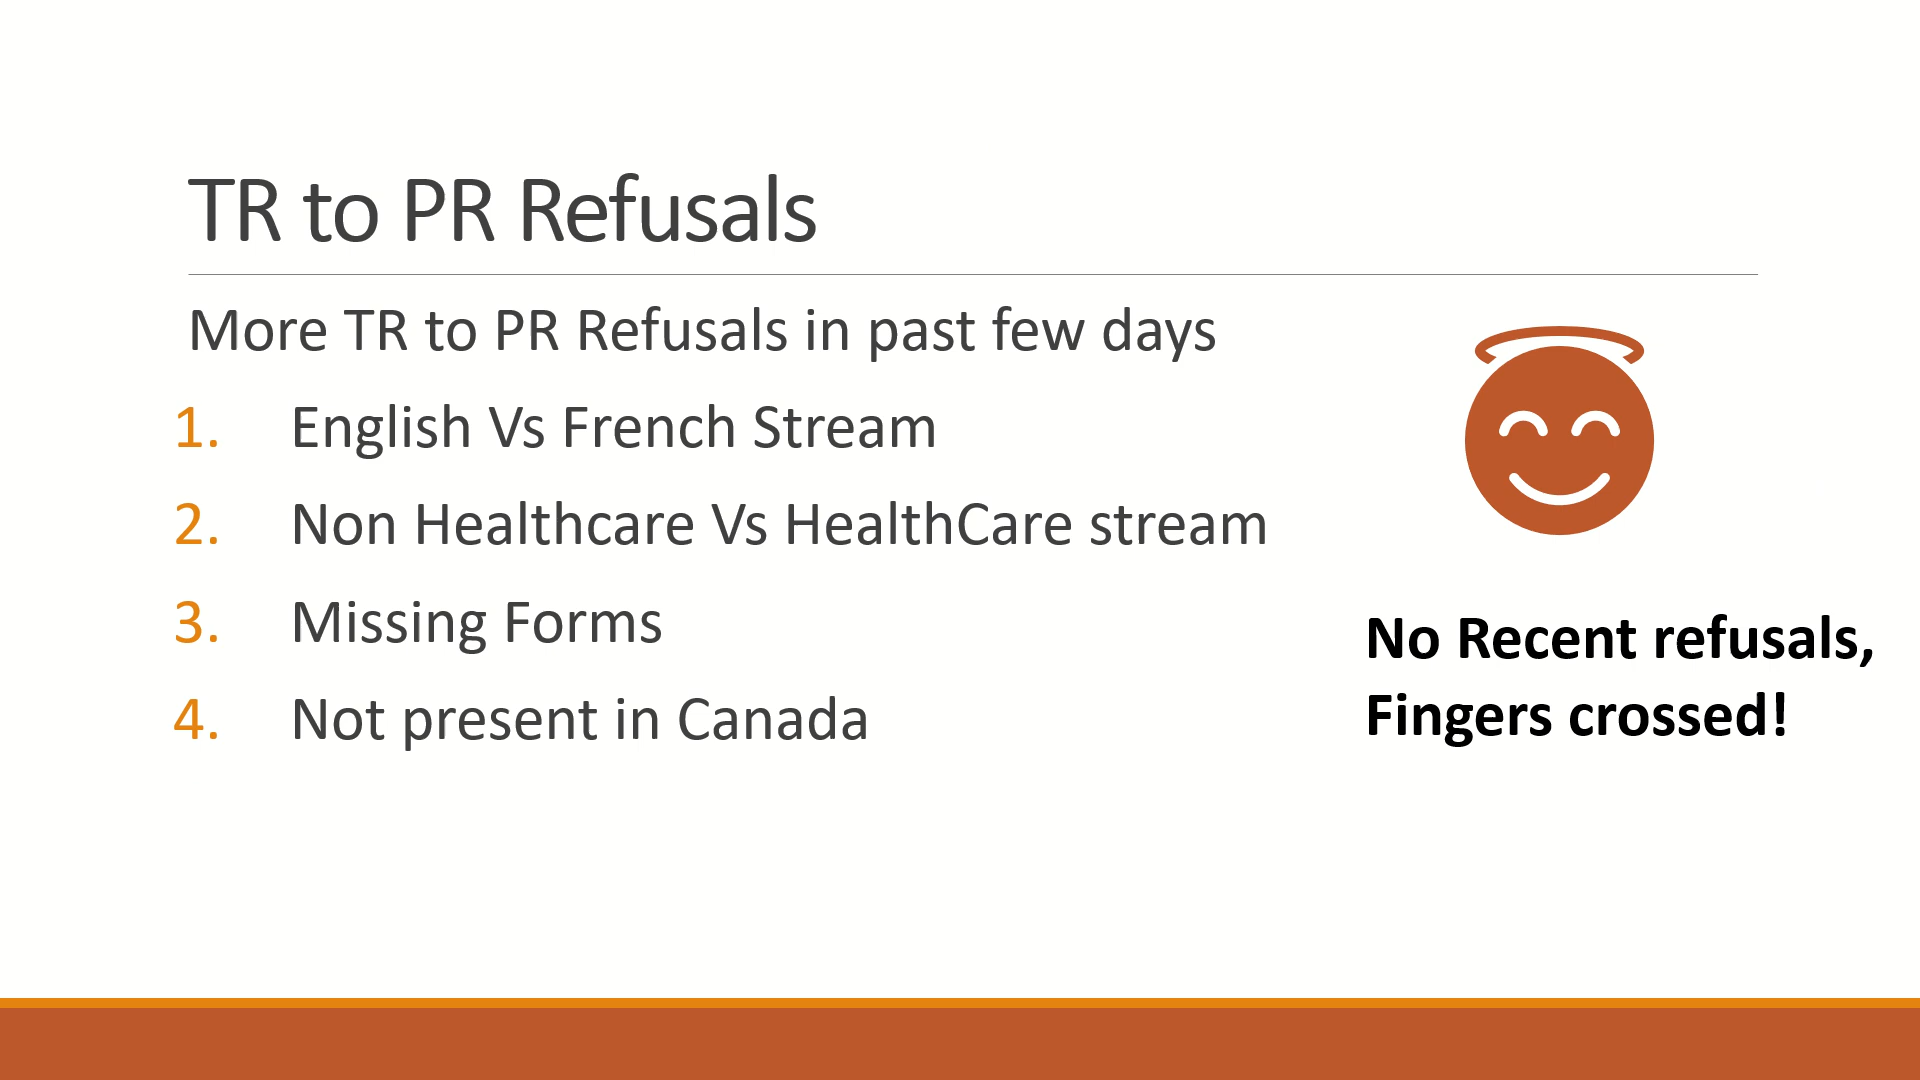 TR to PR Refusals
More TR to PR Refusals in past few days
1. English Vs French Stream
2. Non Healthcare Vs HealthCare stream
3. Missing Forms
4. Not present in Canada
No Recent refusals,
Fingers crossed!